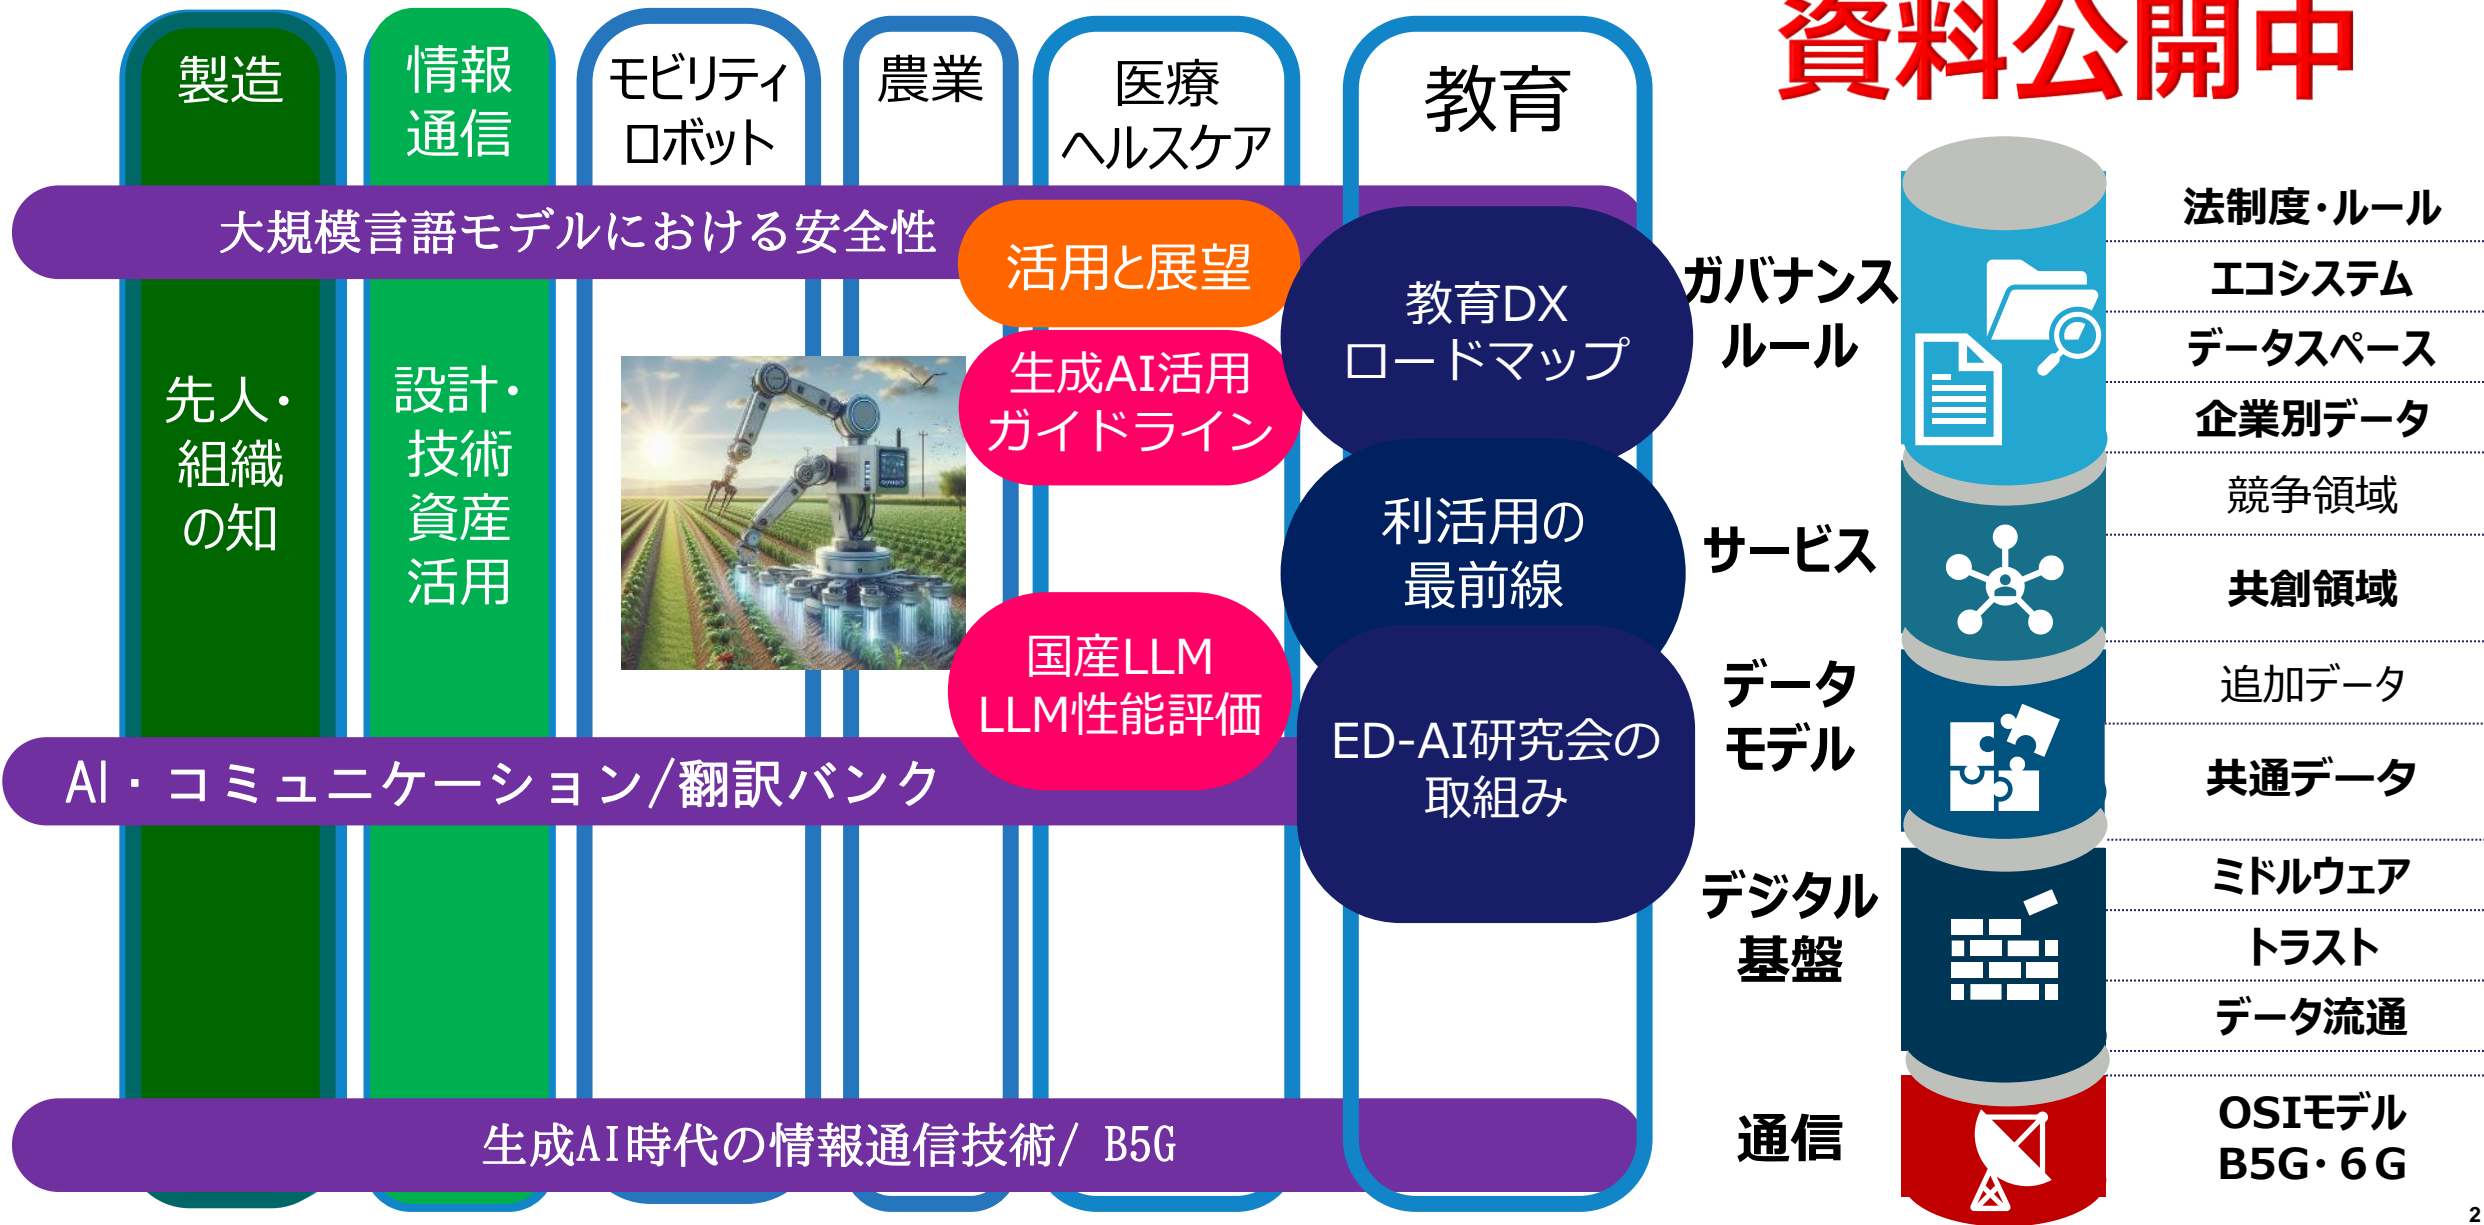 資料公開中
製造
情報
通信
モビリティ
ロボット
農業
医療
ヘルスケア
教育
大規模言語モデルにおける安全性
活用と展望
生成AI活用
ガイドライン
教育DX
ロードマップ
先人・
組織
の知
設計・
技術
資産
活用
利活用の
最前線
国産LLM
LLM性能評価
ED-AI研究会の
取組み
AI・コミュニケーション/翻訳バンク
生成AI時代の情報通信技術/ B5G
ガバナンス
ルール
サービス
データ
モデル
デジタル
基盤
通信
法制度・ルール
エコシステム
データスペース
企業別データ
競争領域
共創領域
追加データ
共通データ
ミドルウェア
トラスト
データ流通
OSIモデル
B5G・６G
2